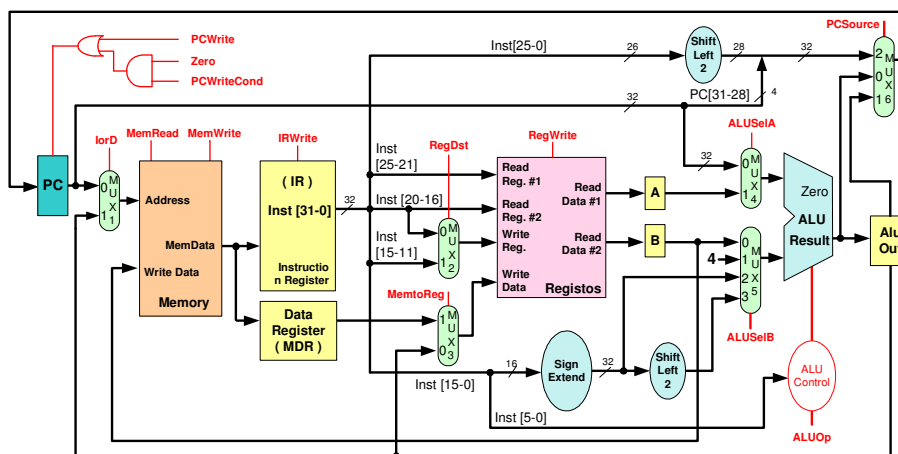 PCSource
PCWrite
Zero
PCWriteCond
Inst[25-0]
26
Shift
Left
2
28
32
2
0
1
M
U
X
6
PC[31-28]
4
32
IorD
MemRead
MemWrite
IRWrite
RegDst
RegWrite
ALUSelA
PC
0
1
M
U
X
1
Address
MemData
Write Data
Memory
( IR )
Inst [31-0]
Instructio
n Register
32
Inst
[25-21]
Inst [20-16]
Inst
[15-11]
0
1
M
U
X
2
Read
Reg. #1
Read
Reg. #2
Write
Reg.
Write
Data
Read
Data #1
Read
Data #2
Registos
A
B
32
0
1
M
U
X
4
4
0
1
2
3
M
U
X
5
ALUSelB
Zero
ALU
Result
Alu
Out
Data
Register
( MDR )
MemtoReg
1
0
M
U
X
3
Inst [15-0]
16
Sign
Extend
32
Shift
Left
2
Inst [5-0]
ALU
Control
ALUOp